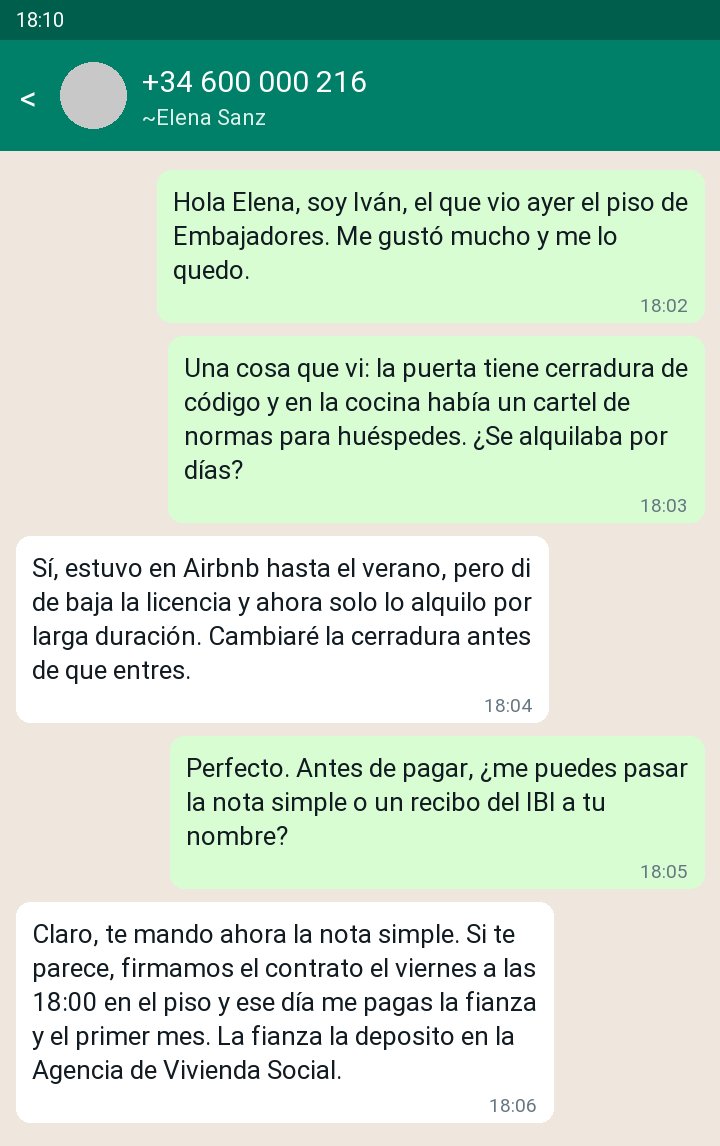 18:10
<
+34 600 000 216
~Elena Sanz
Hola Elena, soy Iván, el que vio ayer el piso de
Embajadores. Me gustó mucho y me lo
quedo.
18:02
Una cosa que vi: la puerta tiene cerradura de
código y en la cocina había un cartel de
normas para huéspedes. ¿Se alquilaba por
días?
18:03
Sí, estuvo en Airbnb hasta el verano, pero di
de baja la licencia y ahora solo lo alquilo por
larga duración. Cambiaré la cerradura antes
de que entres.
18:04
Perfecto. Antes de pagar, ¿me puedes pasar
la nota simple o un recibo del IBI a tu
nombre?
18:05
Claro, te mando ahora la nota simple. Si te
parece, firmamos el contrato el viernes a las
18:00 en el piso y ese día me pagas la fianza
y el primer mes. La fianza la deposito en la
Agencia de Vivienda Social.
18:06